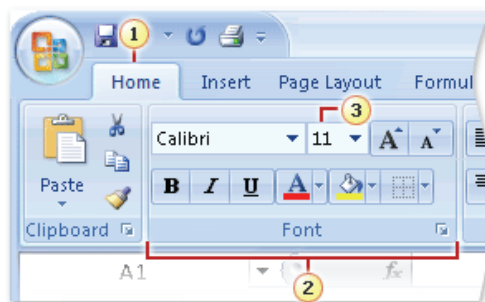 1
Home Insert Page Layout Formul
3
Calibri 11 A A
Paste B I U A
Clipboard Font
A1 fx
2